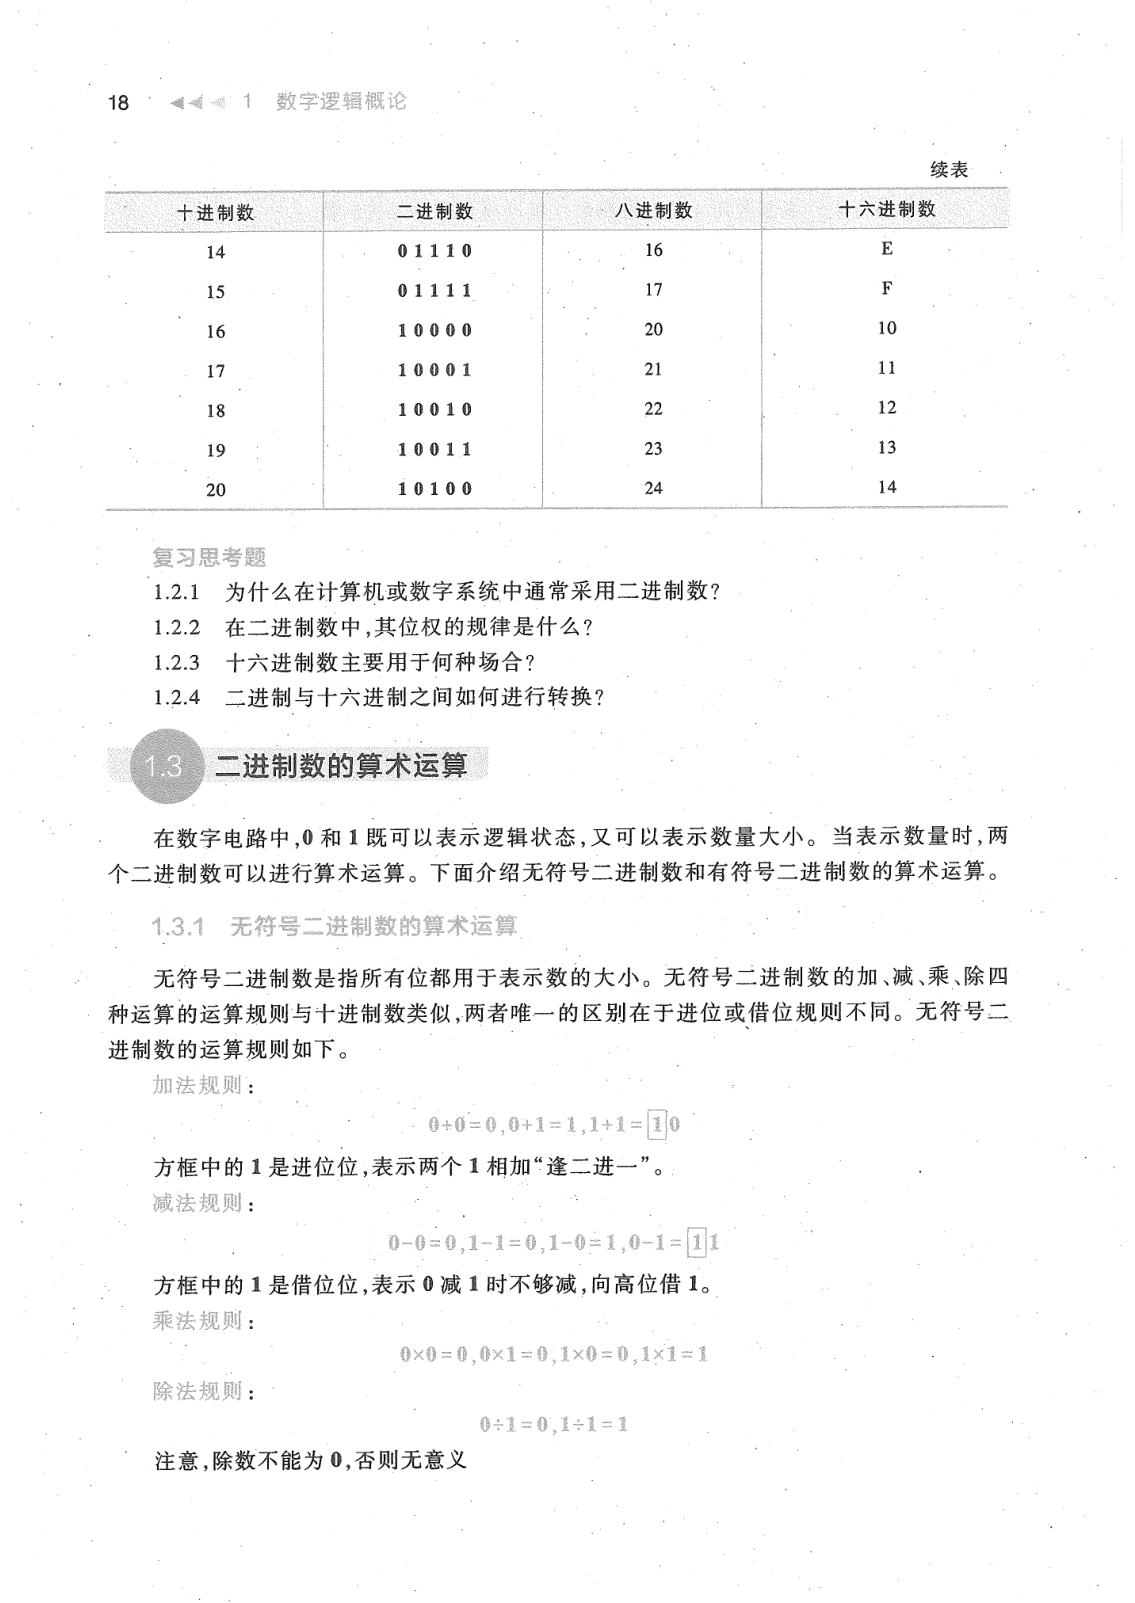 18 1 数字逻辑概论
续表
十进制数 二进制数 八进制数 十六进制数
14 01110 16 E
15 01111 17 F
16 10000 20 10
17 10001 21 11
18 10010 22 12
19 10011 23 13
20 10100 24 14
复习思考题
1.2.1 为什么在计算机或数字系统中通常采用二进制数?
1.2.2 在二进制数中,其位权的规律是什么?
1.2.3 十六进制数主要用于何种场合?
1.2.4 二进制与十六进制之间如何进行转换?
1.3 二进制数的算术运算
在数字电路中,0 和 1 既可以表示逻辑状态,又可以表示数量大小。当表示数量时,两
个二进制数可以进行算术运算。下面介绍无符号二进制数和有符号二进制数的算术运算。
1.3.1 无符号二进制数的算术运算
无符号二进制数是指所有位都用于表示数的大小。无符号二进制数的加、减、乘、除四
种运算的运算规则与十进制数类似,两者唯一的区别在于进位或借位规则不同。无符号二
进制数的运算规则如下。
加法规则:
0+0=0,0+1=1,1+1=10
方框中的 1 是进位位,表示两个 1 相加“逢二进一”。
减法规则:
0-0=0,1-1=0,1-0=1,0-1=11
方框中的 1 是借位位,表示 0 减 1 时不够减,向高位借 1。
乘法规则:
0×0=0,0×1=0,1×0=0,1×1=1
除法规则:
0÷1=0,1÷1=1
注意,除数不能为 0,否则无意义